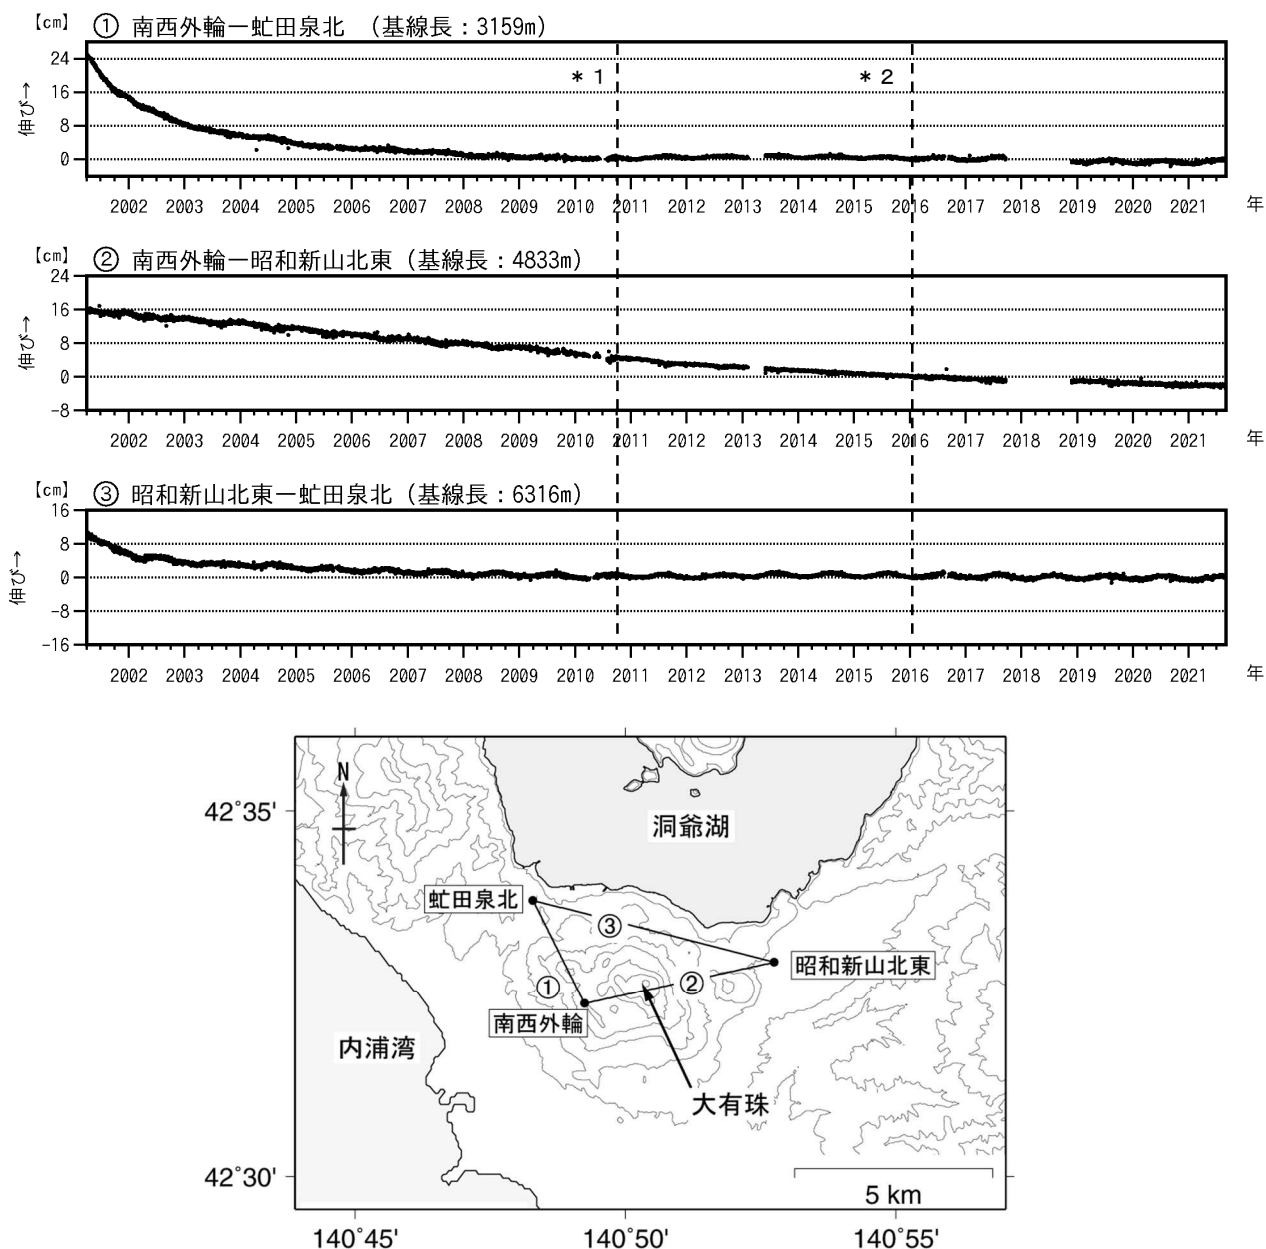 [cm] ① 南西外輪ー虻田泉北 (基線長:3159m)
24
16
8
0
伸び→
*1
*2
2002 2003 2004 2005 2006 2007 2008 2009 2010 2011 2012 2013 2014 2015 2016 2017 2018 2019 2020 2021 年
[cm] ② 南西外輪ー昭和新山北東(基線長:4833m)
24
16
8
0
-8
伸び→
2002 2003 2004 2005 2006 2007 2008 2009 2010 2011 2012 2013 2014 2015 2016 2017 2018 2019 2020 2021 年
[cm] ③ 昭和新山北東ー虻田泉北(基線長:6316m)
16
8
0
-8
-16
伸び→
2002 2003 2004 2005 2006 2007 2008 2009 2010 2011 2012 2013 2014 2015 2016 2017 2018 2019 2020 2021 年
N
42˚35'
洞爺湖
虻田泉北
③
昭和新山北東
①
②
南西外輪
内浦湾
大有珠
42˚30'
5 km
140˚45' 140˚50' 140˚55'